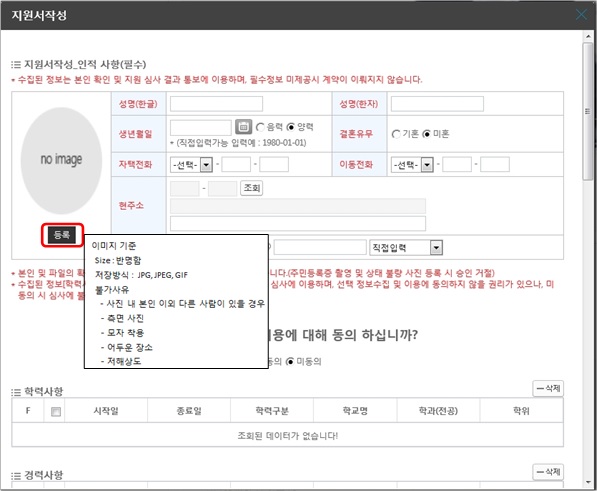 지원서작성
지원서작성_인적 사항(필수)
+ 수집된 정보는 본인 확인 및 지원 심사 결과 통보에 이용하며, 필수정보 미제공시 계약이 이뤄지지 않습니다.
no image
등록
성명(한글)
성명(한자)
생년월일
음력 양력
+ (직접입력가능 입력예 : 1980-01-01)
결혼유무
기혼 미혼
자택전화
-선택- - -
이동전화
-선택- - -
현주소
- 조회
직접입력
이미지 기준
Size : 반명함
저장방식 : JPG,JPEG,GIF
불가사유
- 사진 내 본인 이외 다른 사람이 있을 경우
- 측면 사진
- 모자 착용
- 어두운 장소
- 저해상도
+ 본인 및 파일의 확
니다.(주민등록증 촬영 및 상태 불량 사진 등록 시 승인 거절)
+ 수집된 정보[학력사
심사에 이용하며, 선택 정보수집 및 이용에 동의하지 않을 권리가 있으나, 미
동의 시 심사에 불
이용에 대해 동의 하십니까?
동의 미동의
학력사항
삭제
F 시작일 종료일 학력구분 학교명 학과(전공) 학위
조회된 데이터가 없습니다!
경력사항
삭제